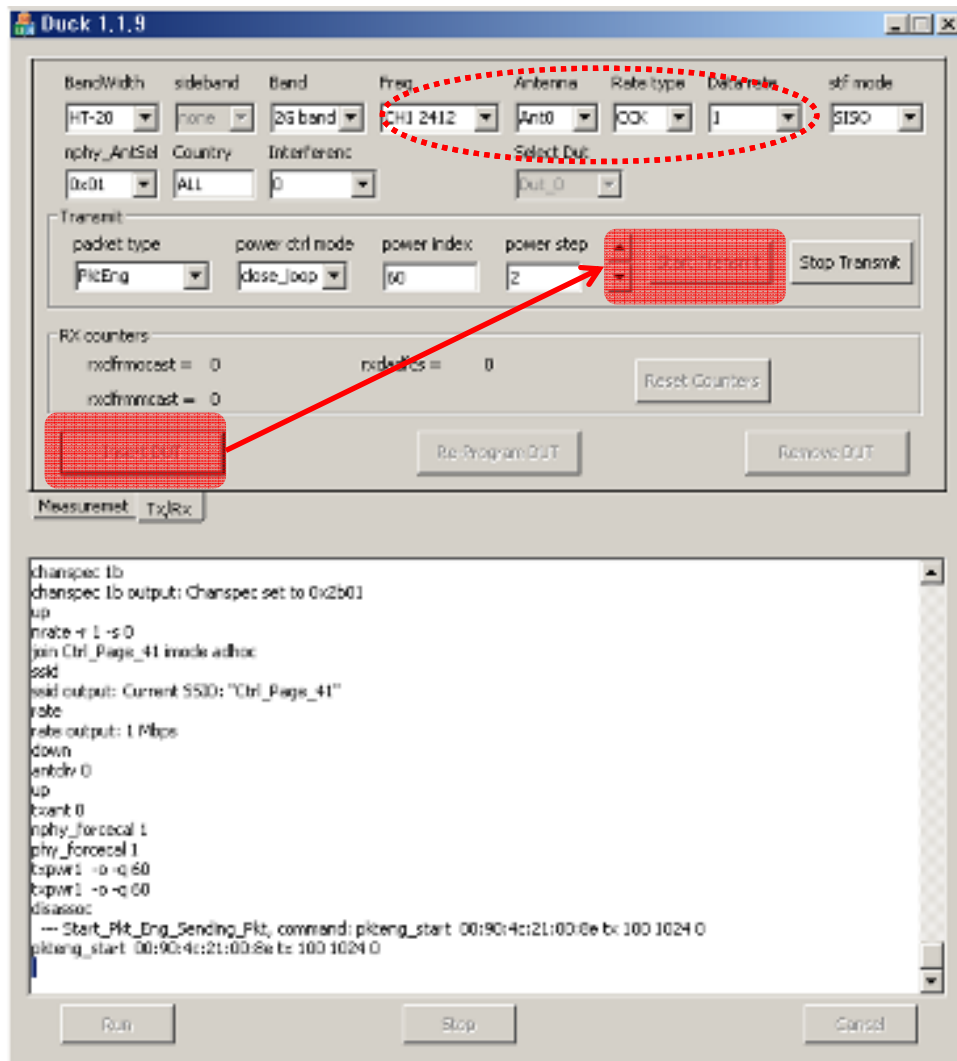 Duck 1.1.9
BandWidth sideband Band Freq. Antenna Rate type Data rate stf mode
HT-20 none 2G band CH1 2412 Ant0 CCK 1 SISO
nphy_AntSel Country Interferenc Select Dut
0x01 ALL 0 Dut_0
Transmit
packet type power ctrl mode power index power step
PktEng close_loop 60 2 Stop Transmit
RX counters
rxdfrmocast = 0 = 0
Reset Counters
rxdfrmmcast = 0
Re-Program DUT Remove DUT
Measuremet Tx/Rx
chanspec 1b
chanspec 1b output: Chanspec set to 0x2b01
up
nrate -r 1 -s 0
join Ctrl_Page_41 imode adhoc
ssid
ssid output: Current SSID: "Ctrl_Page_41"
rate
rate output: 1 Mbps
down
antdiv 0
up
txant 0
nphy_forcecal 1
phy_forcecal 1
txpwr1 -o -q 60
txpwr1 -o -q 60
disassoc
--- Start_Pkt_Eng_Sending_Pkt, command: pkteng_start 00:90:4c:21:00:8e tx 100 1024 0
pkteng_start 00:90:4c:21:00:8e tx 100 1024 0
Run Stop Cansel